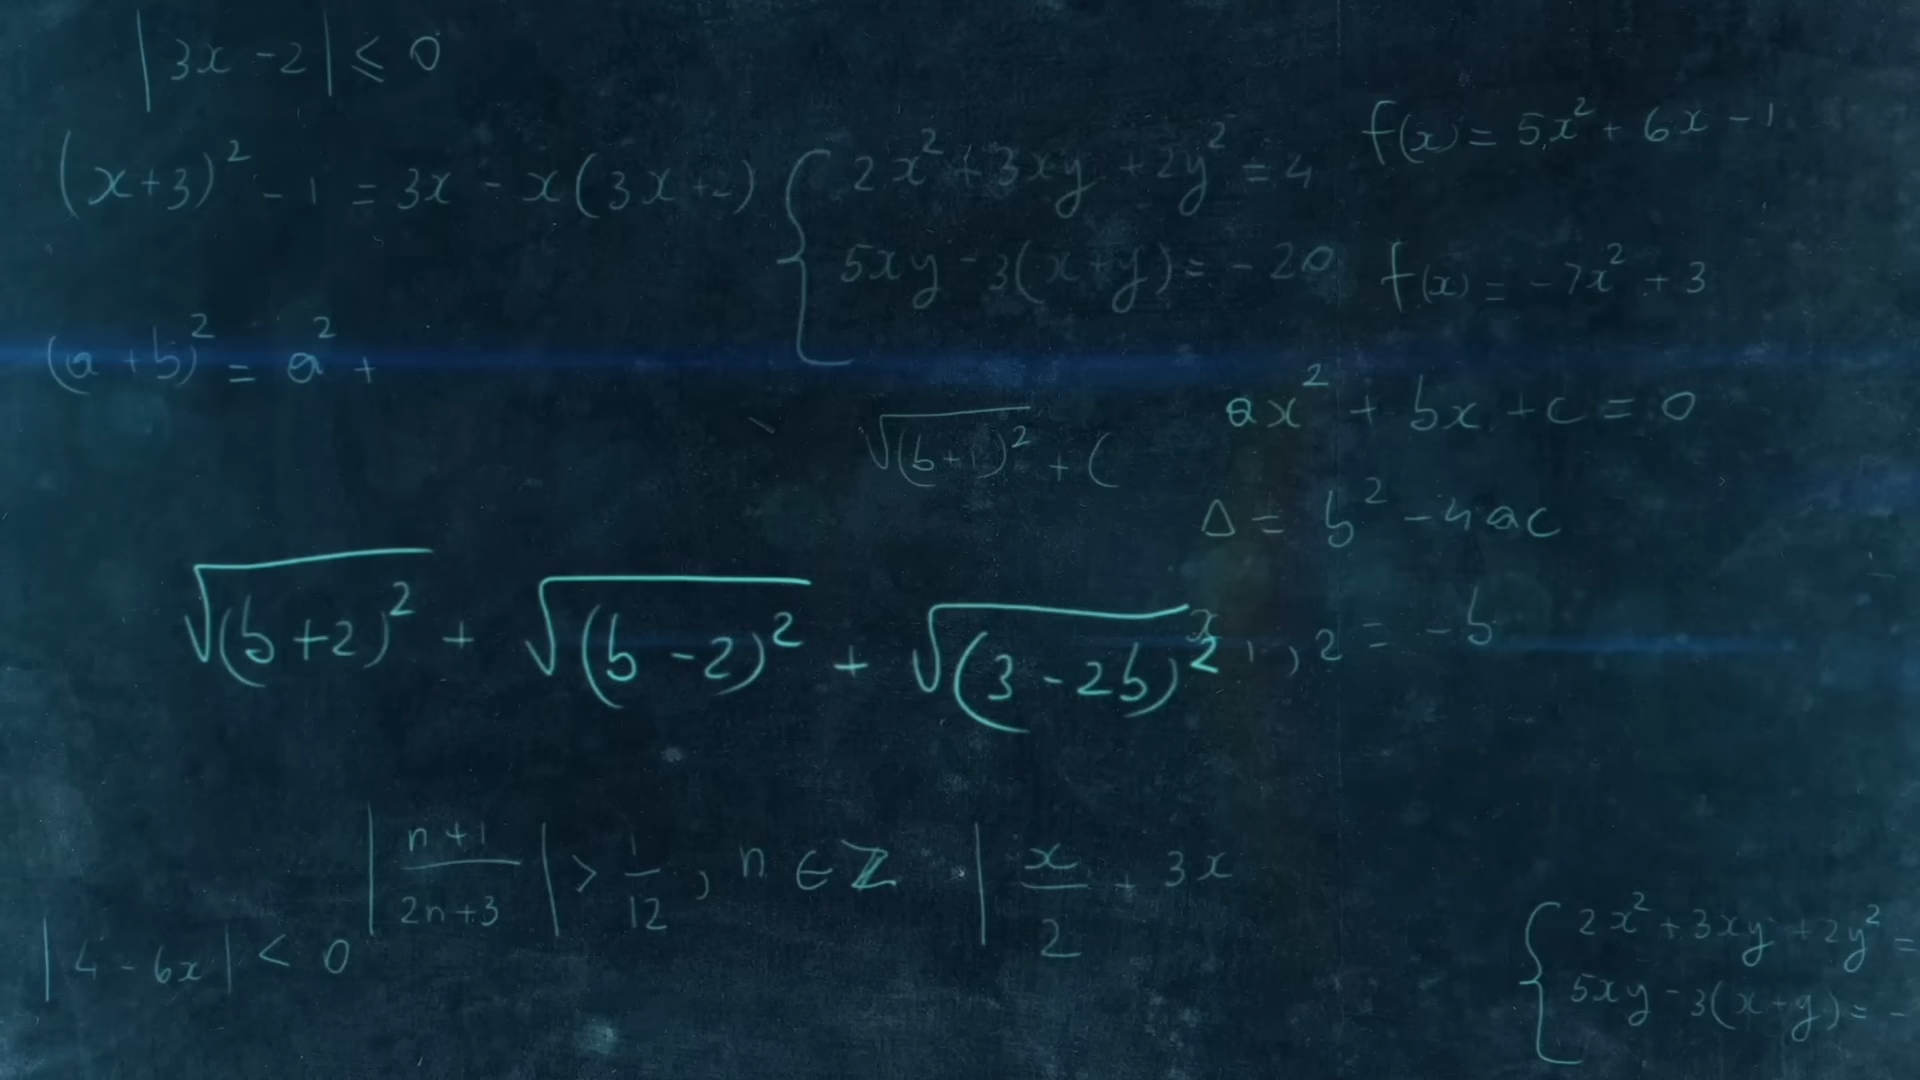 |3x - 2| ≤ 0
(x+3)² - 1 = 3x - x(3x+2)
{ 2x² + 3xy + 2y² = 4
5xy - 3(x+y) = -20
f(x) = 5x² + 6x - 1
f(x) = -7x² + 3
(a + b)² = a² +
√(b+1)² + (
ax² + bx + c = 0
Δ = b² - 4ac
√(b+2)² + √(b-2)² + √(3-2b)²
x 1,2 = -b
|n+1 / 2n+3| > 1/12, n ∈ Z
|x/2 + 3x
|4 - 6x| < 0
{ 2x² + 3xy + 2y² =
5xy - 3(x+y) = -